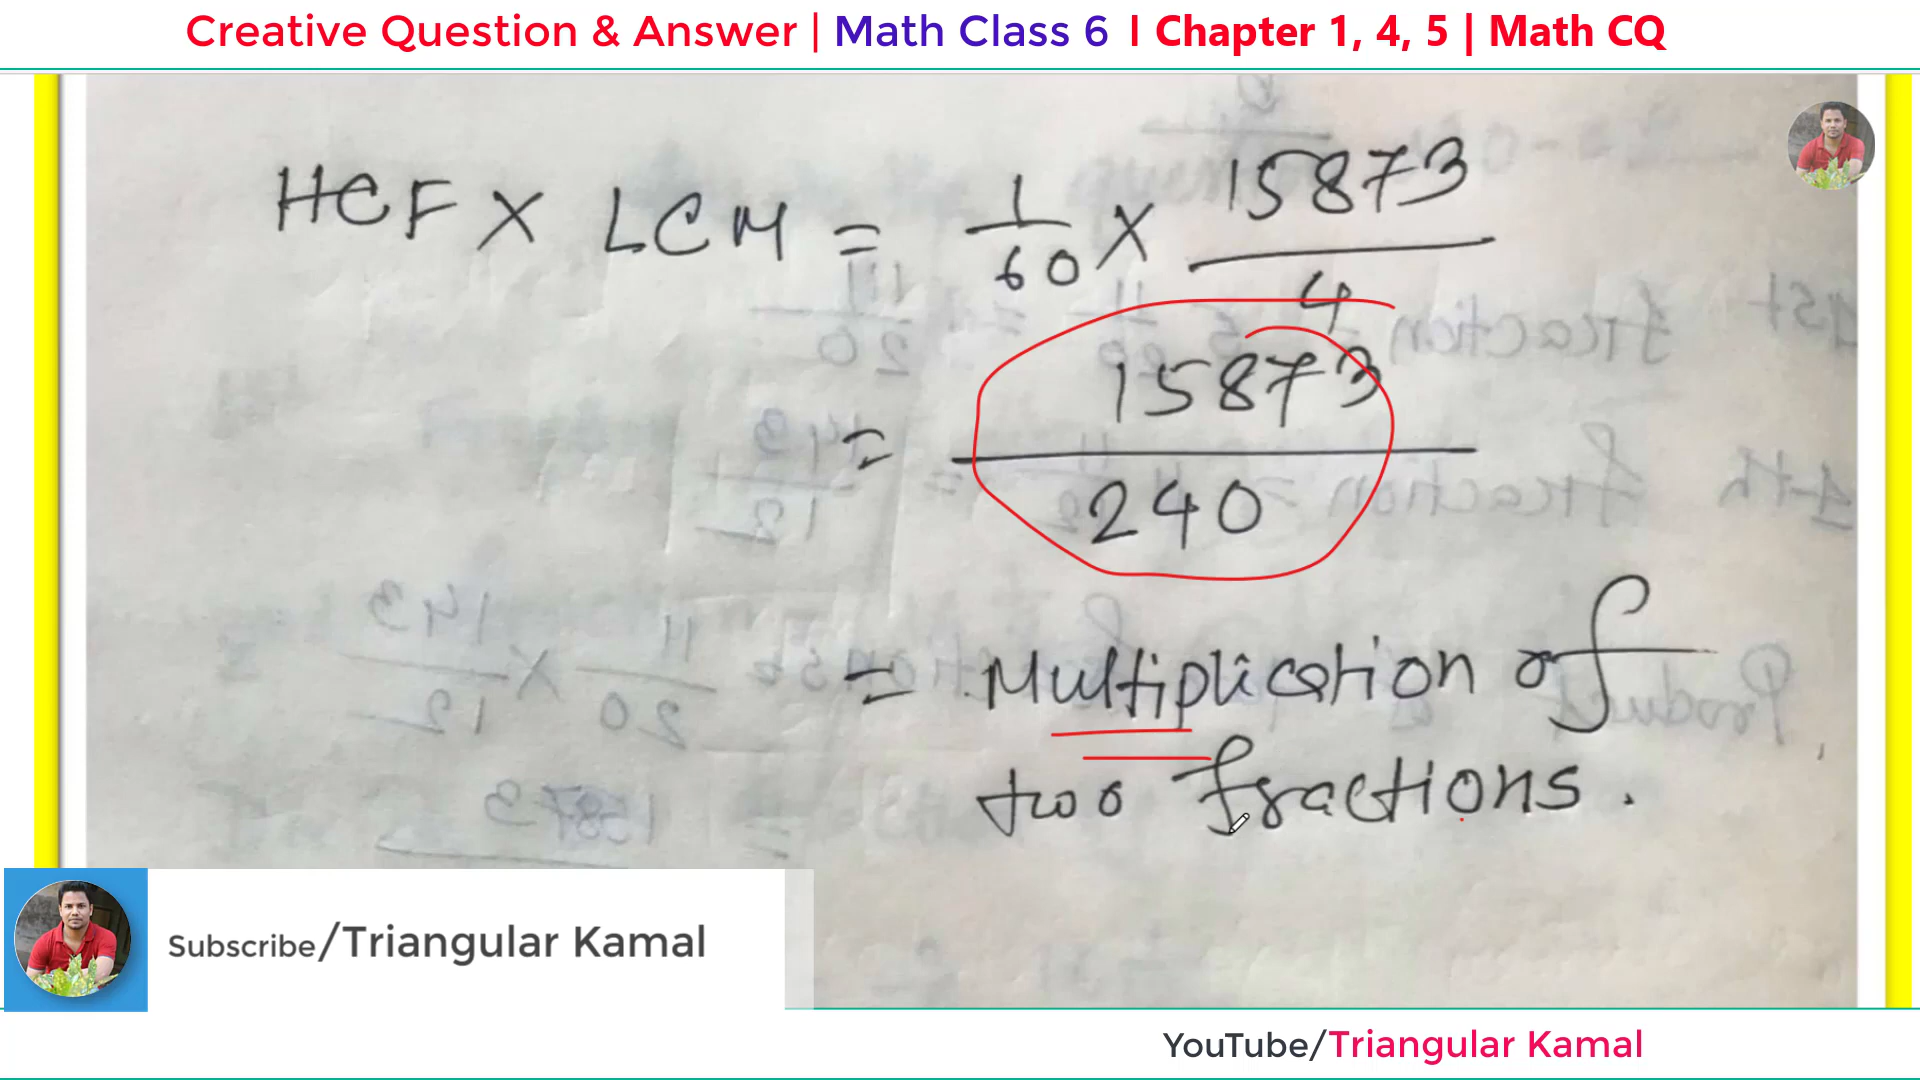 Creative Question & Answer | Math Class 6 I Chapter 1, 4, 5 | Math CQ
HCF X LCM = 1/60 X 15873/4
= 15873/240
= Multiplication of
two fractions.
Subscribe/Triangular Kamal
YouTube/Triangular Kamal